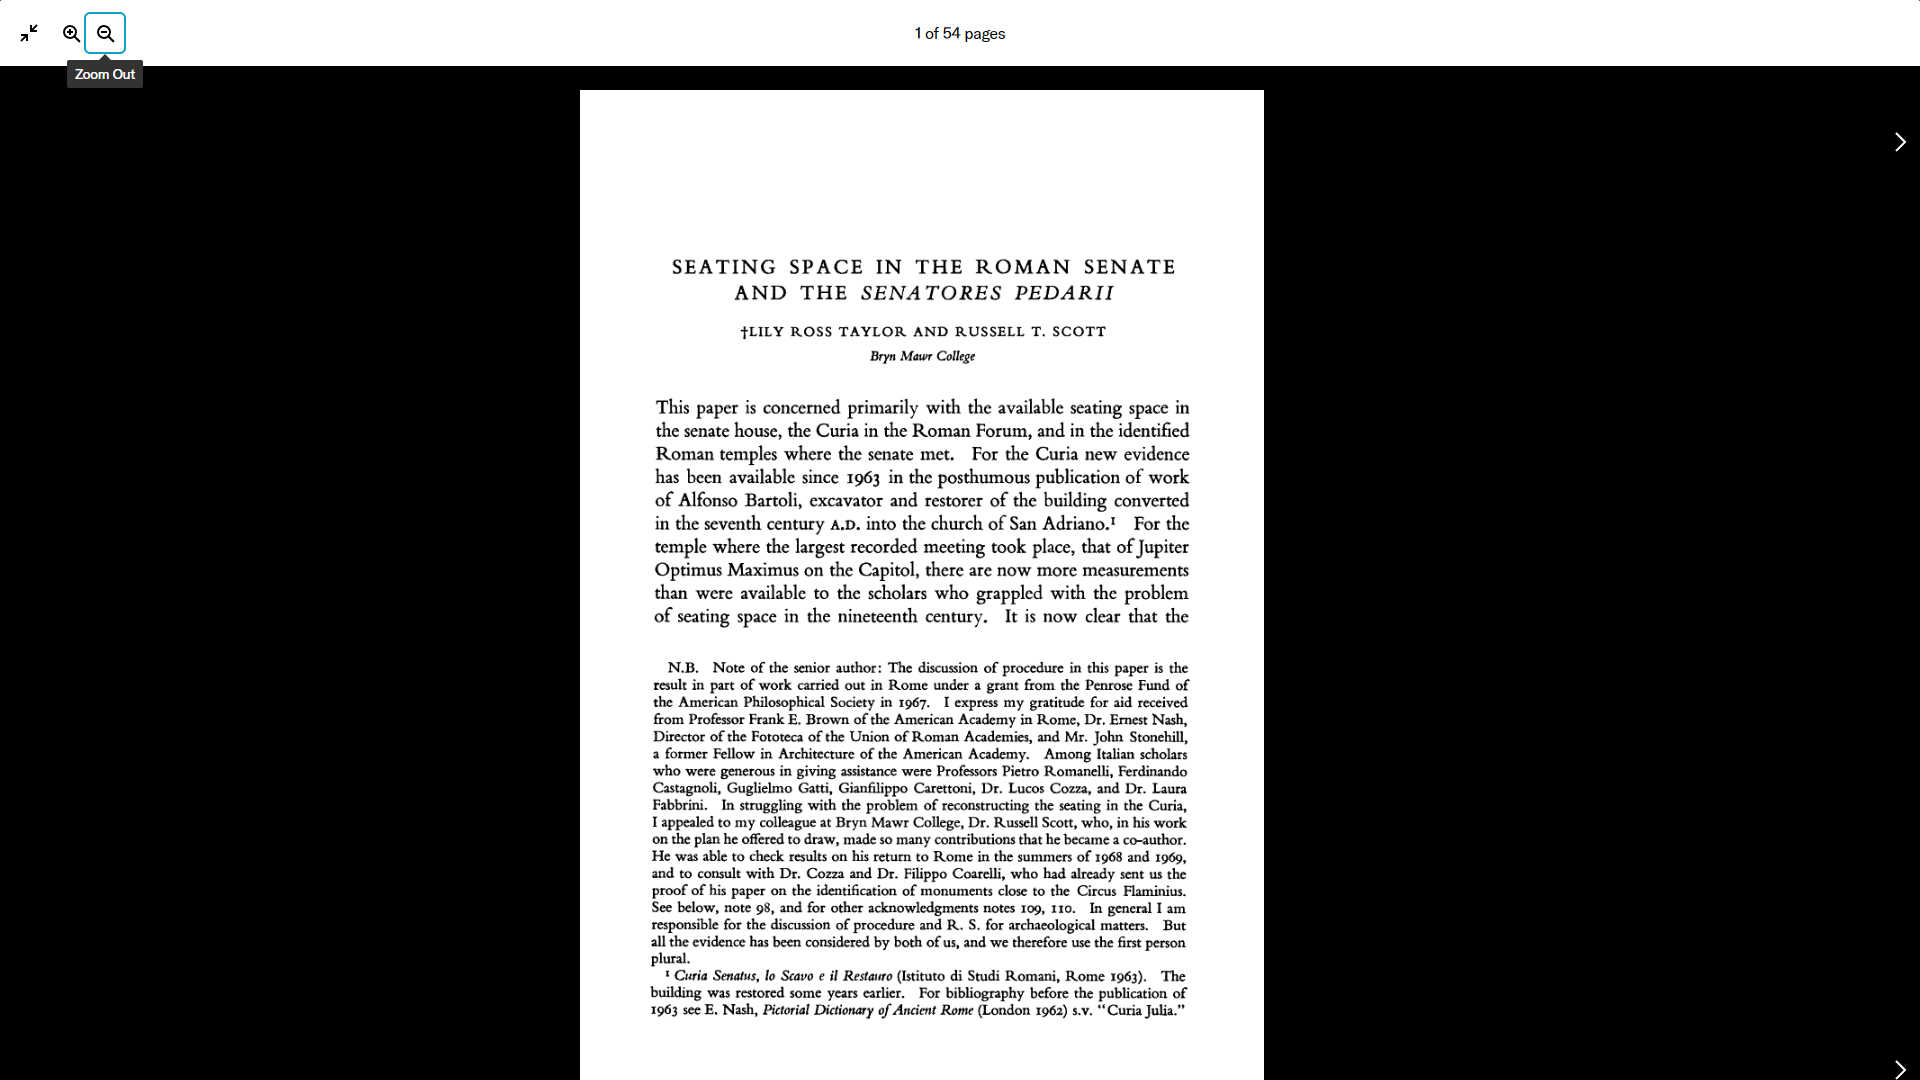 1 of 54 pages
Zoom Out
SEATING SPACE IN THE ROMAN SENATE
AND THE SENATORES PEDARII
†LILY ROSS TAYLOR AND RUSSELL T. SCOTT
Bryn Mawr College
This paper is concerned primarily with the available seating space in
the senate house, the Curia in the Roman Forum, and in the identified
Roman temples where the senate met. For the Curia new evidence
has been available since 1963 in the posthumous publication of work
of Alfonso Bartoli, excavator and restorer of the building converted
in the seventh century A.D. into the church of San Adriano.¹ For the
temple where the largest recorded meeting took place, that of Jupiter
Optimus Maximus on the Capitol, there are now more measurements
than were available to the scholars who grappled with the problem
of seating space in the nineteenth century. It is now clear that the
N.B. Note of the senior author: The discussion of procedure in this paper is the
result in part of work carried out in Rome under a grant from the Penrose Fund of
the American Philosophical Society in 1967. I express my gratitude for aid received
from Professor Frank E. Brown of the American Academy in Rome, Dr. Ernest Nash,
Director of the Fototeca of the Union of Roman Academies, and Mr. John Stonehill,
a former Fellow in Architecture of the American Academy. Among Italian scholars
who were generous in giving assistance were Professors Pietro Romanelli, Ferdinando
Castagnoli, Guglielmo Gatti, Gianfilippo Carettoni, Dr. Lucos Cozza, and Dr. Laura
Fabbrini. In struggling with the problem of reconstructing the seating in the Curia,
I appealed to my colleague at Bryn Mawr College, Dr. Russell Scott, who, in his work
on the plan he offered to draw, made so many contributions that he became a co-author.
He was able to check results on his return to Rome in the summers of 1968 and 1969,
and to consult with Dr. Cozza and Dr. Filippo Coarelli, who had already sent us the
proof of his paper on the identification of monuments close to the Circus Flaminius.
See below, note 98, and for other acknowledgments notes 109, 110. In general I am
responsible for the discussion of procedure and R. S. for archaeological matters. But
all the evidence has been considered by both of us, and we therefore use the first person
plural.
¹ Curia Senatus, lo Scavo e il Restauro (Istituto di Studi Romani, Rome 1963). The
building was restored some years earlier. For bibliography before the publication of
1963 see E. Nash, Pictorial Dictionary of Ancient Rome (London 1962) s.v. "Curia Julia."